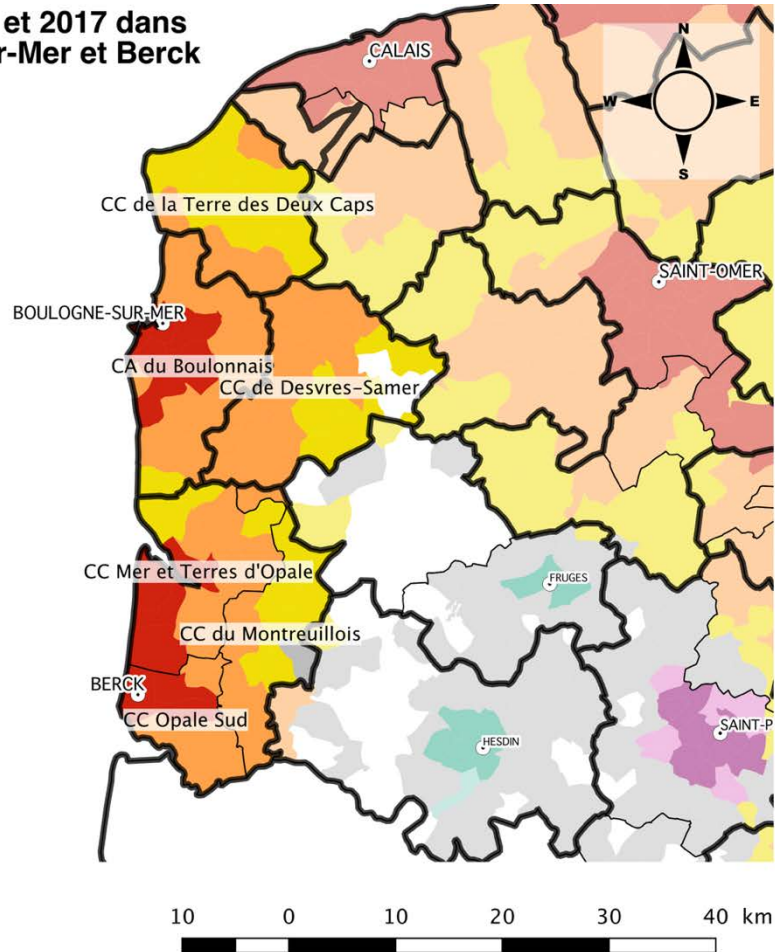 et 2017 dans
r-Mer et Berck
N
W
E
S
CALAIS
CC de la Terre des Deux Caps
SAINT-OMER
BOULOGNE-SUR-MER
CA du Boulonnais
CC de Desvres-Samer
CC Mer et Terres d'Opale
FRUGES
CC du Montreuillois
BERCK
CC Opale Sud
HESDIN
SAINT-P
10 0 10 20 30 40 km